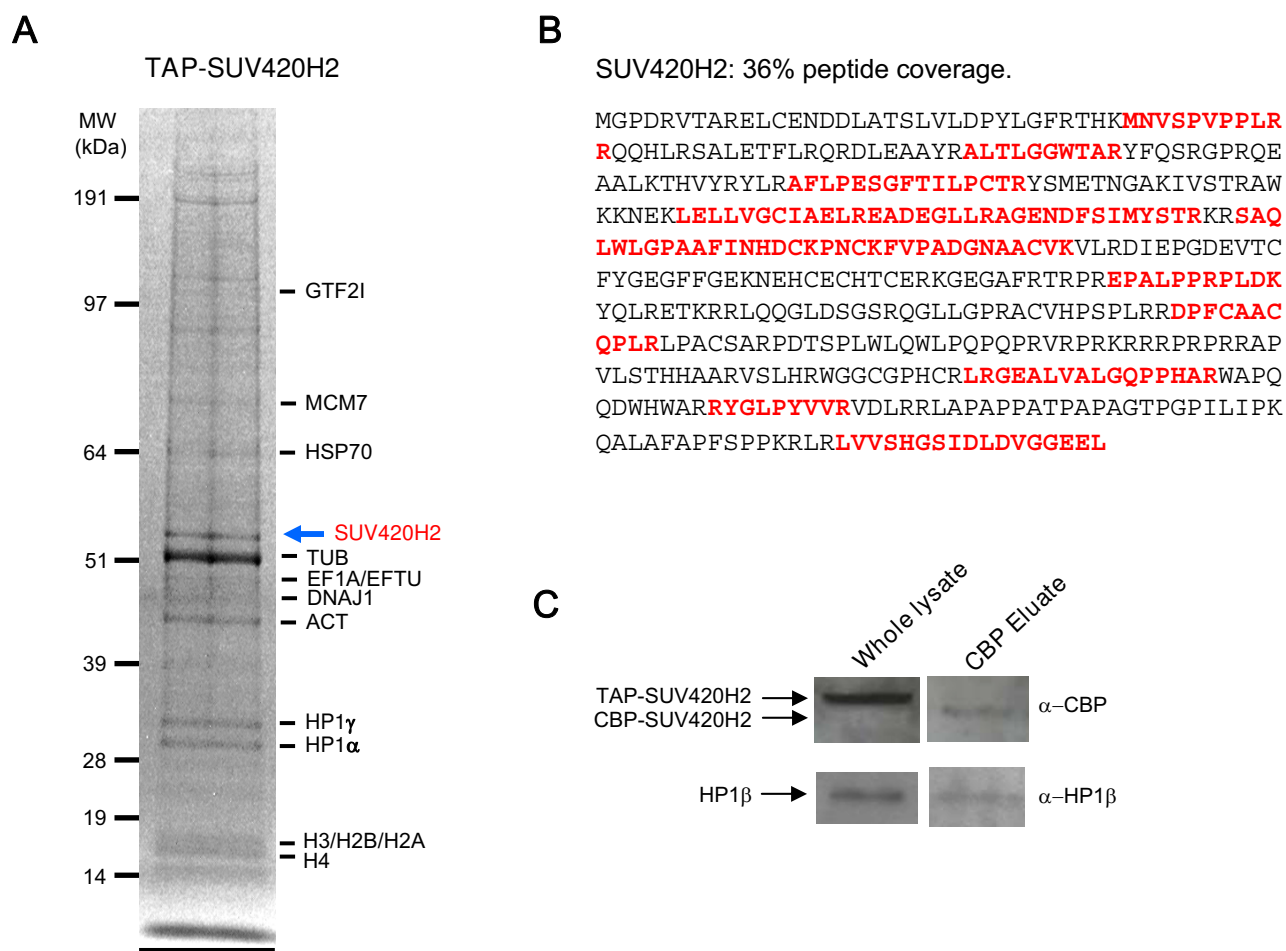 A
TAP-SUV420H2
MW
(kDa)
191
97
64
51
39
28
19
14
GTF2I
MCM7
HSP70
SUV420H2
TUB
EF1A/EFTU
DNAJ1
ACT
HP1γ
HP1α
H3/H2B/H2A
H4
B
SUV420H2: 36% peptide coverage.
MGPDRVTARELCENDDLATSLVLDPYLGFRTHKMNVSPVPPLR
RQQHLRSALETFLRQRDLEAAYRALTLGGWTARYFQSRGPRQE
AALKTHVYRYLRAFLPESGFTILPCTRYSMETNGAKIVSTRAW
KKNEKLELLVGCIAELREADEGLLRAGENDFSIMYSTRKRSAQ
LWLGPAAFINHDCKPNCKFVPADGNAACVKVLRDIEPGDEVTC
FYGEGFFGEKNEHCECHTCERKGEGAFRTRPREPALPPRPLDK
YQLRETKRRLQQGLDSGSRQGLLGPRACVHPSPLRRDPFCAAC
QPLRLPACSARPDTSPLWLQWLPQPQPRVRPRKRRRPRPRRAP
VLSTHHAARVSLHRWGGCGPHCRLRGEALVALGQPPHARWAPQ
QDWHWARRYGLPYVVRVDLRRLAPAPPATPAPAGTPGPILIPK
QALAFAPFSPPKRLRLVVSHGSIDLDVGGEEL
C
Whole lysate
CBP Eluate
TAP-SUV420H2
CBP-SUV420H2
α–CBP
HP1β
α–HP1β